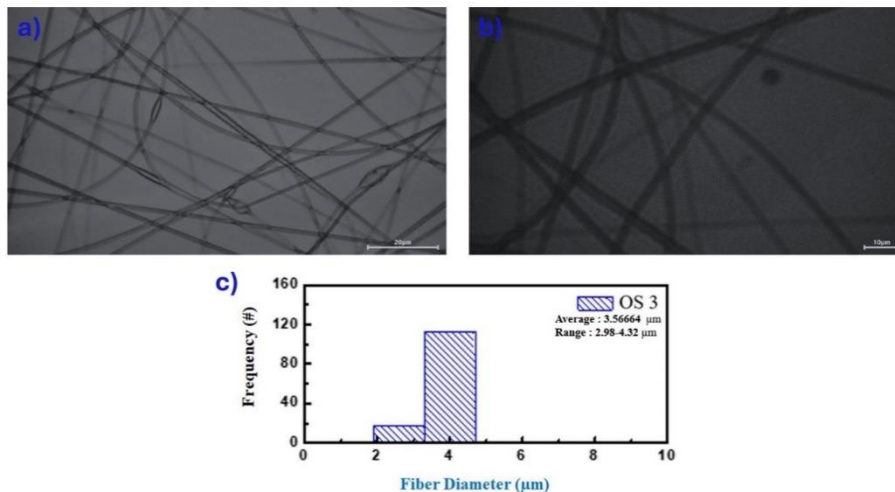 a)
20µm
b)
10µm
c)
Frequency (#)
160
120
80
40
0
OS 3
Average : 3.56664 µm
Range : 2.98-4.32 µm
0
2
4
6
8
10
Fiber Diameter (µm)